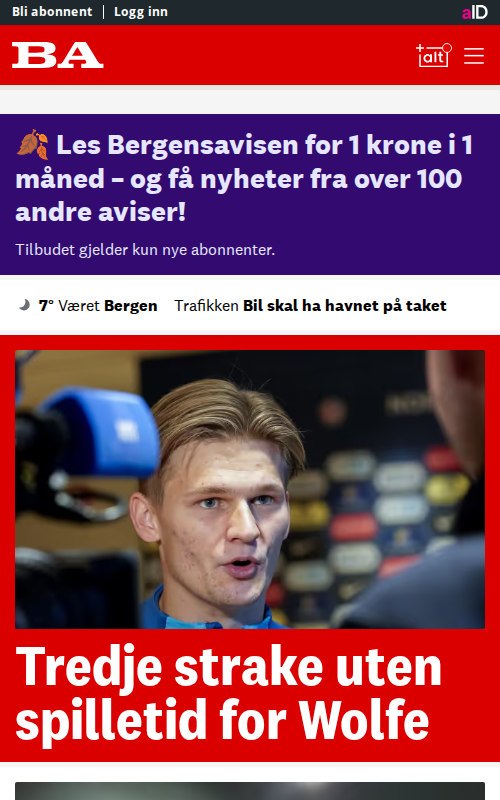 Bli abonnent | Logg inn
aID
BA
+alt
🍂 Les Bergensavisen for 1 krone i 1
måned – og få nyheter fra over 100
andre aviser!
Tilbudet gjelder kun nye abonnenter.
7° Været Bergen Trafikken Bil skal ha havnet på taket
Tredje strake uten
spilletid for Wolfe